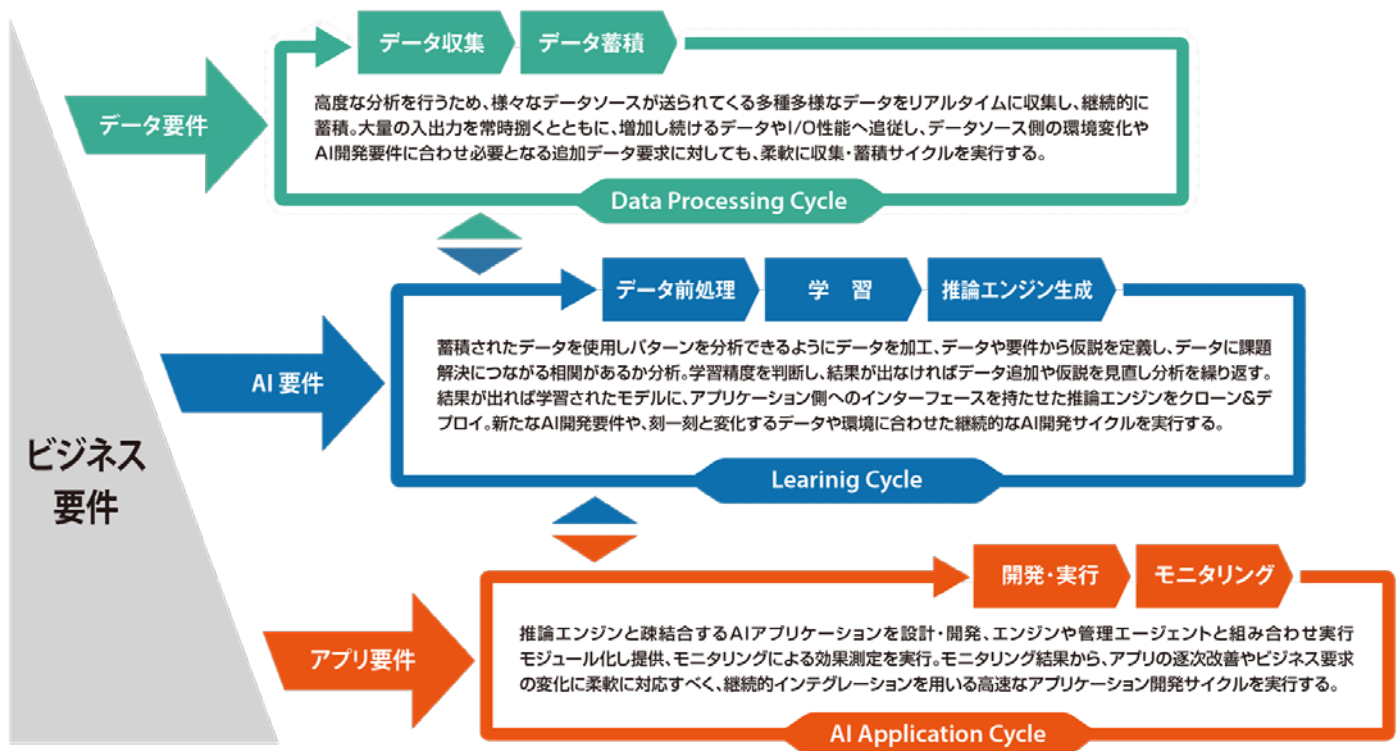 データ収集
データ蓄積
データ要件
高度な分析を行うため、様々なデータソースが送られてくる多種多様なデータをリアルタイムに収集し、継続的に
蓄積。大量の入出力を常時捌くとともに、増加し続けるデータやI/O性能へ追従し、データソース側の環境変化や
AI開発要件に合わせ必要となる追加データ要求に対しても、柔軟に収集・蓄積サイクルを実行する。
Data Processing Cycle
データ前処理
学 習
推論エンジン生成
AI 要件
蓄積されたデータを使用しパターンを分析できるようにデータを加工、データや要件から仮説を定義し、データに課題
解決につながる相関があるか分析。学習精度を判断し、結果が出なければデータ追加や仮説を見直し分析を繰り返す。
結果が出れば学習されたモデルに、アプリケーション側へのインターフェースを持たせた推論エンジンをクローン&デ
プロイ。新たなAI開発要件や、刻一刻と変化するデータや環境に合わせた継続的なAI開発サイクルを実行する。
Learinig Cycle
ビジネス
要件
開発・実行
モニタリング
アプリ要件
推論エンジンと疎結合するAIアプリケーションを設計・開発、エンジンや管理エージェントと組み合わせ実行
モジュール化し提供、モニタリングによる効果測定を実行。モニタリング結果から、アプリの逐次改善やビジネス要求
の変化に柔軟に対応すべく、継続的インテグレーションを用いる高速なアプリケーション開発サイクルを実行する。
AI Application Cycle